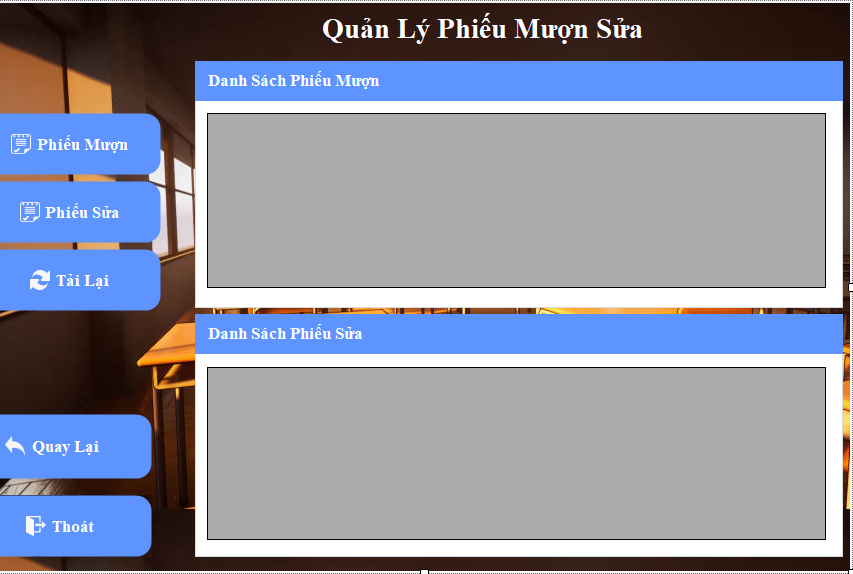 Quản Lý Phiếu Mượn Sửa
Danh Sách Phiếu Mượn
Phiếu Mượn
Phiếu Sửa
Tải Lại
Danh Sách Phiếu Sửa
Quay Lại
Thoát